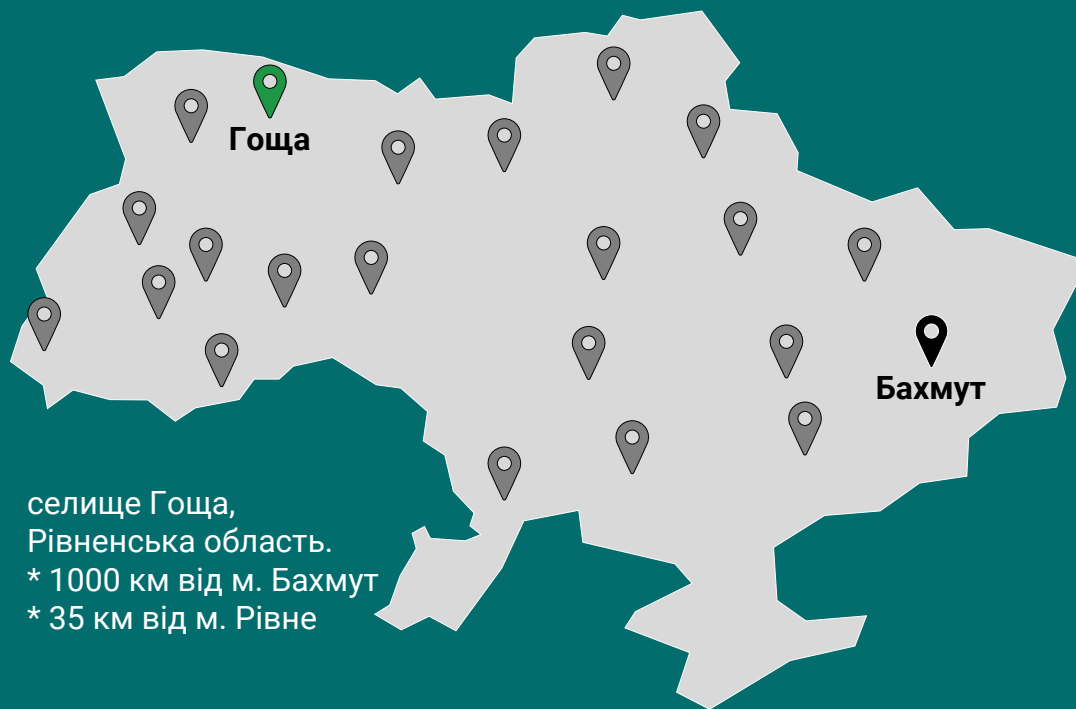 Гоща
Бахмут
селище Гоща,
Рівненська область.
* 1000 км від м. Бахмут
* 35 км від м. Рівне